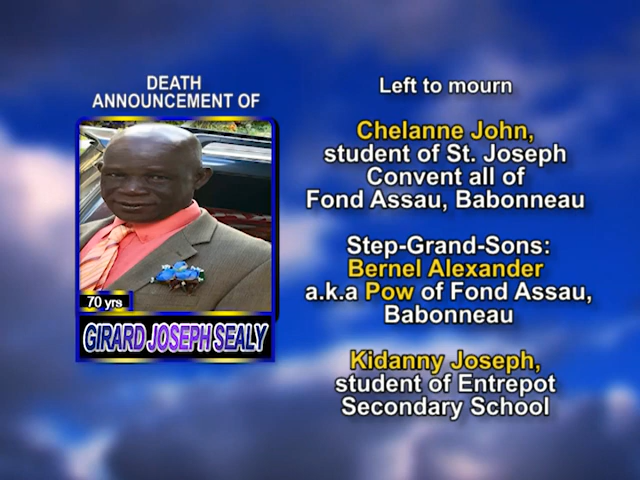 DEATH
ANNOUNCEMENT OF
70 yrs
GIRARD JOSEPH SEALY
Left to mourn
Chelanne John,
student of St. Joseph
Convent all of
Fond Assau, Babonneau
Step-Grand-Sons:
Bernel Alexander
a.k.a Pow of Fond Assau,
Babonneau
Kidanny Joseph,
student of Entrepot
Secondary School